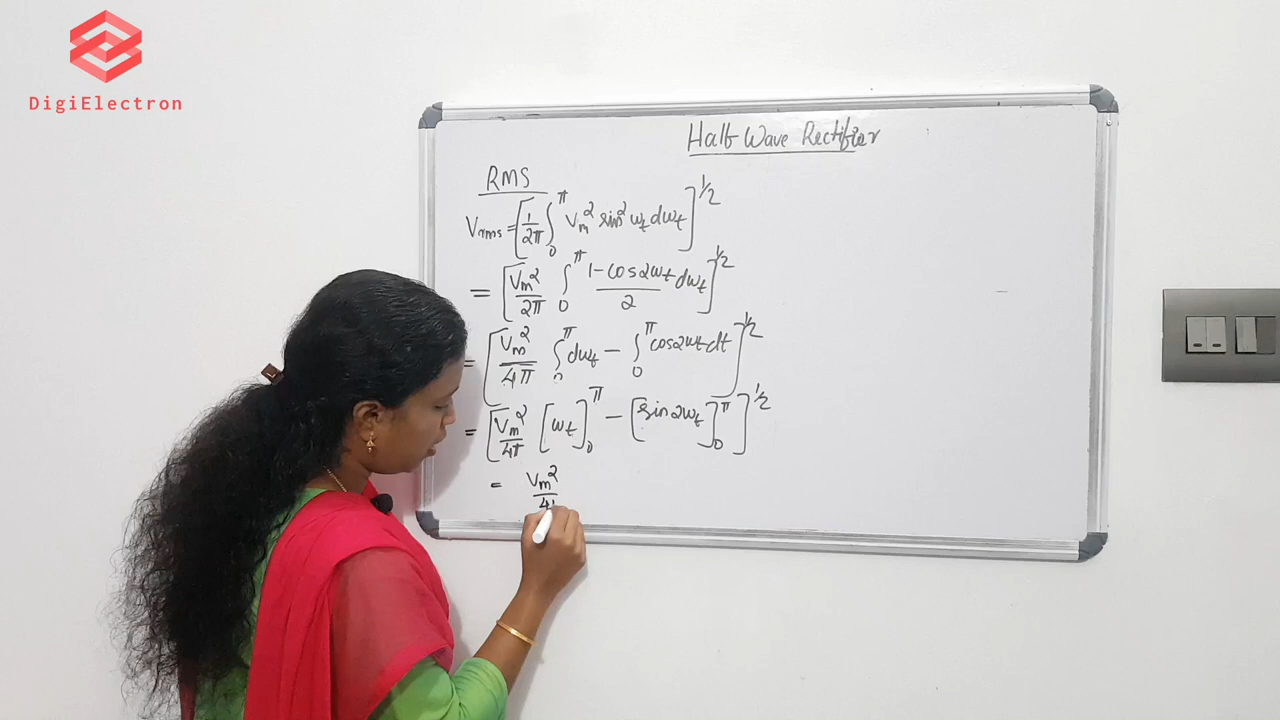 DigiElectron
Half Wave Rectifier
RMS
Vrms = [1/2π ∫₀^π Vm² sin² ωt dωt]^1/2
= [Vm²/2π ∫₀^π 1-cos2ωt/2 dωt]^1/2
= [Vm²/4π ∫₀^π dωt - ∫₀^π cos2ωt dt]^1/2
= [Vm²/4π [ωt]₀^π - [sin2ωt]₀^π]^1/2
= Vm²/4